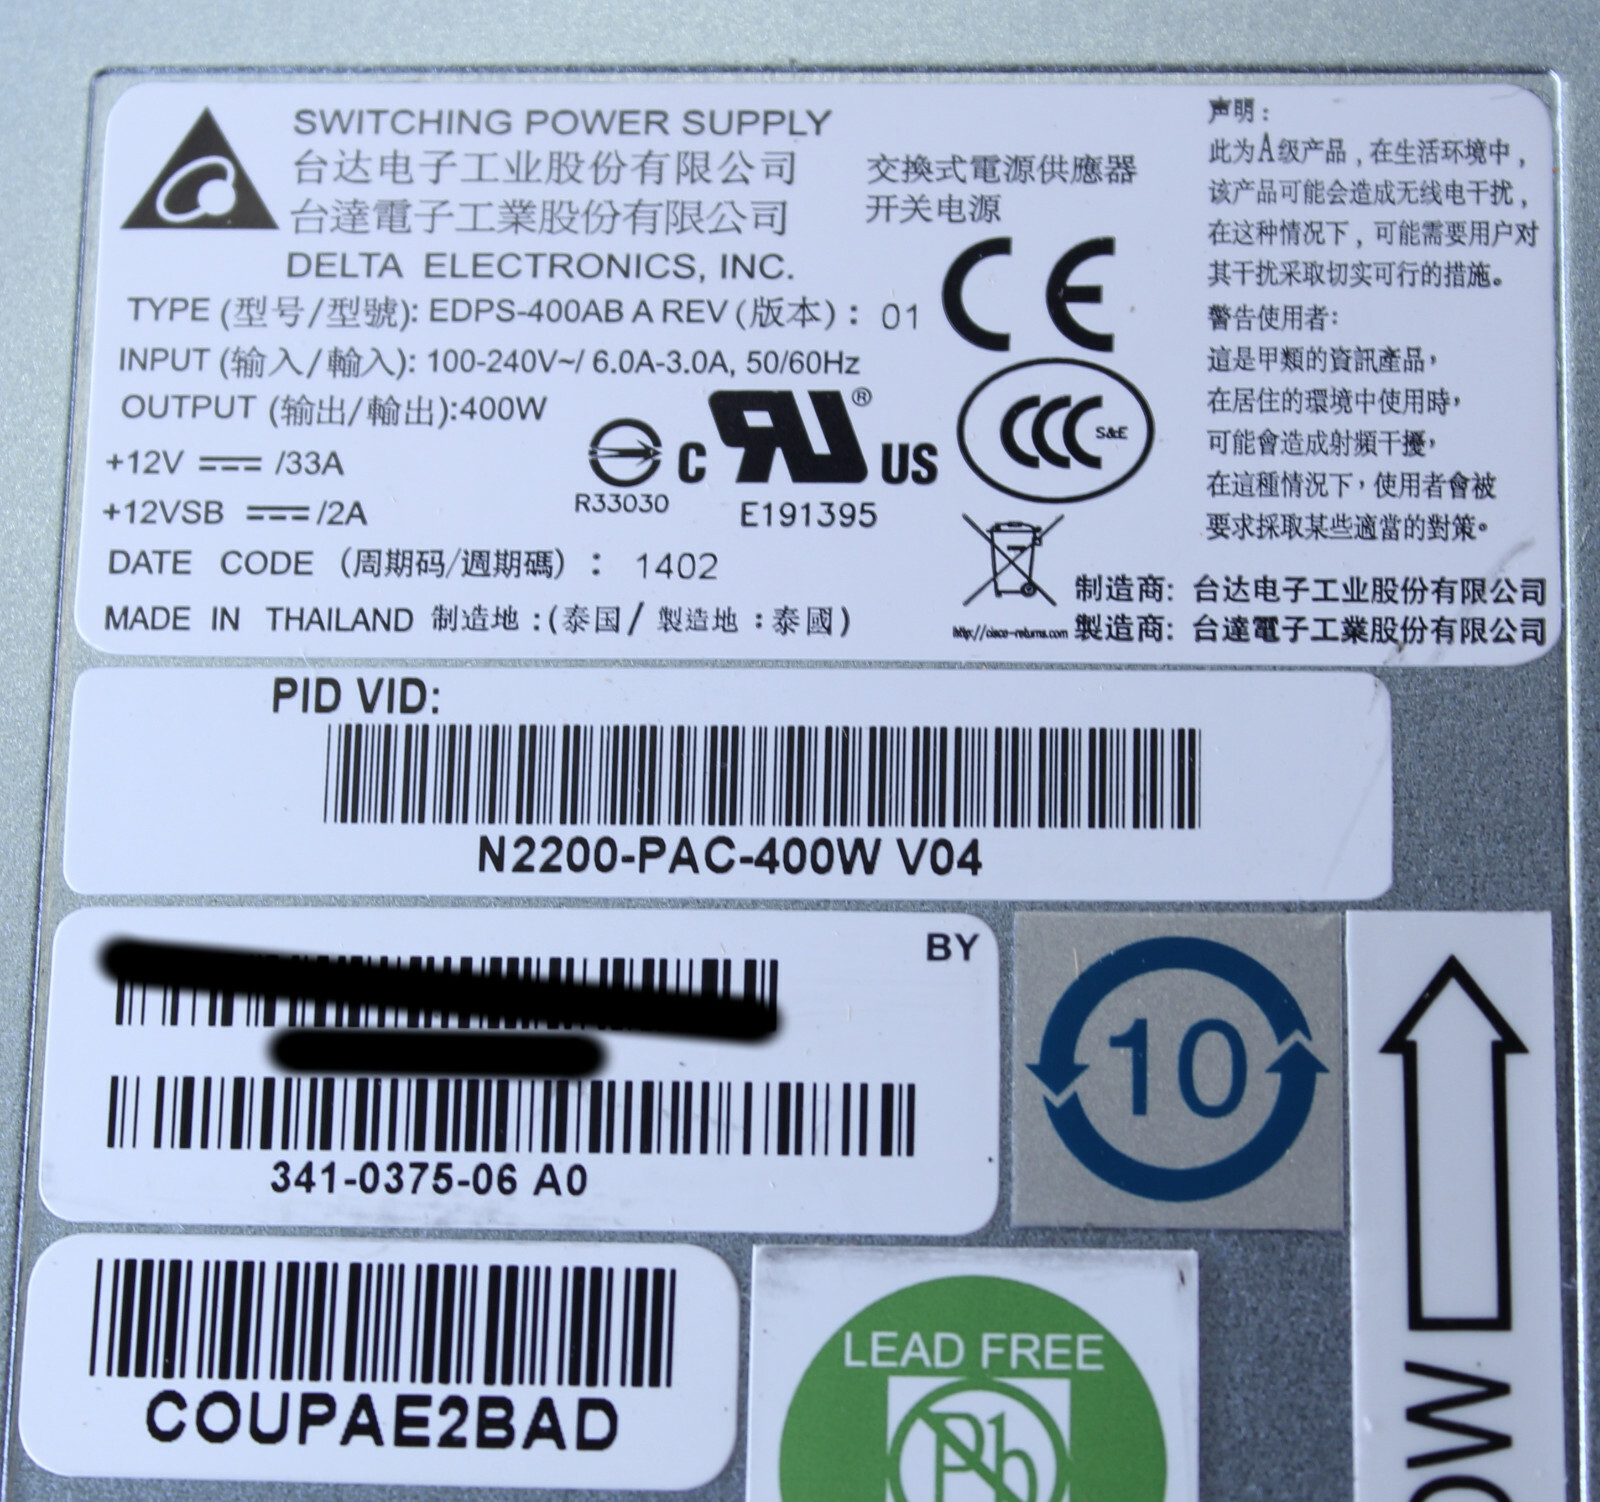 SWITCHING POWER SUPPLY
台达电子工业股份有限公司
台達電子工業股份有限公司
DELTA ELECTRONICS, INC.
交換式電源供應器
开关电源
TYPE (型号/型號): EDPS-400AB A REV (版本) : 01
INPUT (输入/輸入): 100-240V~/ 6.0A-3.0A, 50/60Hz
OUTPUT (输出/輸出):400W
+12V /33A
+12VSB /2A
DATE CODE (周期码/週期碼) : 1402
MADE IN THAILAND 制造地 :(泰国/ 製造地 :泰國)
R33030
C RU ® US
E191395
CE
CCC S&E
声明:
此为A级产品,在生活环境中,
该产品可能会造成无线电干扰,
在这种情况下,可能需要用户对
其干扰采取切实可行的措施。
警告使用者:
這是甲類的資訊產品,
在居住的環境中使用時,
可能會造成射頻干擾,
在這種情況下,使用者會被
要求採取某些適當的對策。
制造商: 台达电子工业股份有限公司
http://cisco-returns.com 製造商: 台達電子工業股份有限公司
PID VID:
N2200-PAC-400W V04
BY
341-0375-06 A0
10
COUPAE2BAD
LEAD FREE
Pb